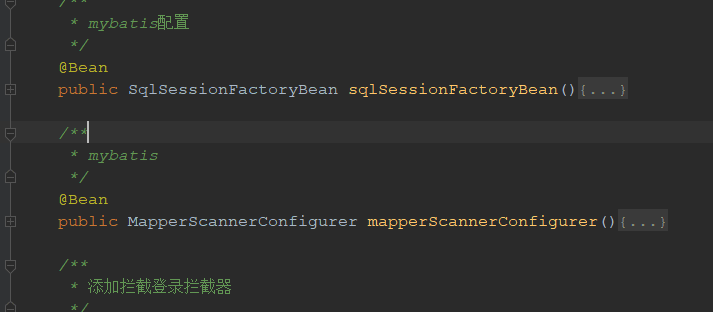 /**
* mybatis配置
*/
@Bean
public SqlSessionFactoryBean sqlSessionFactoryBean(){...}
/**
* mybatis
*/
@Bean
public MapperScannerConfigurer mapperScannerConfigurer(){...}
/**
* 添加拦截登录拦截器
*/